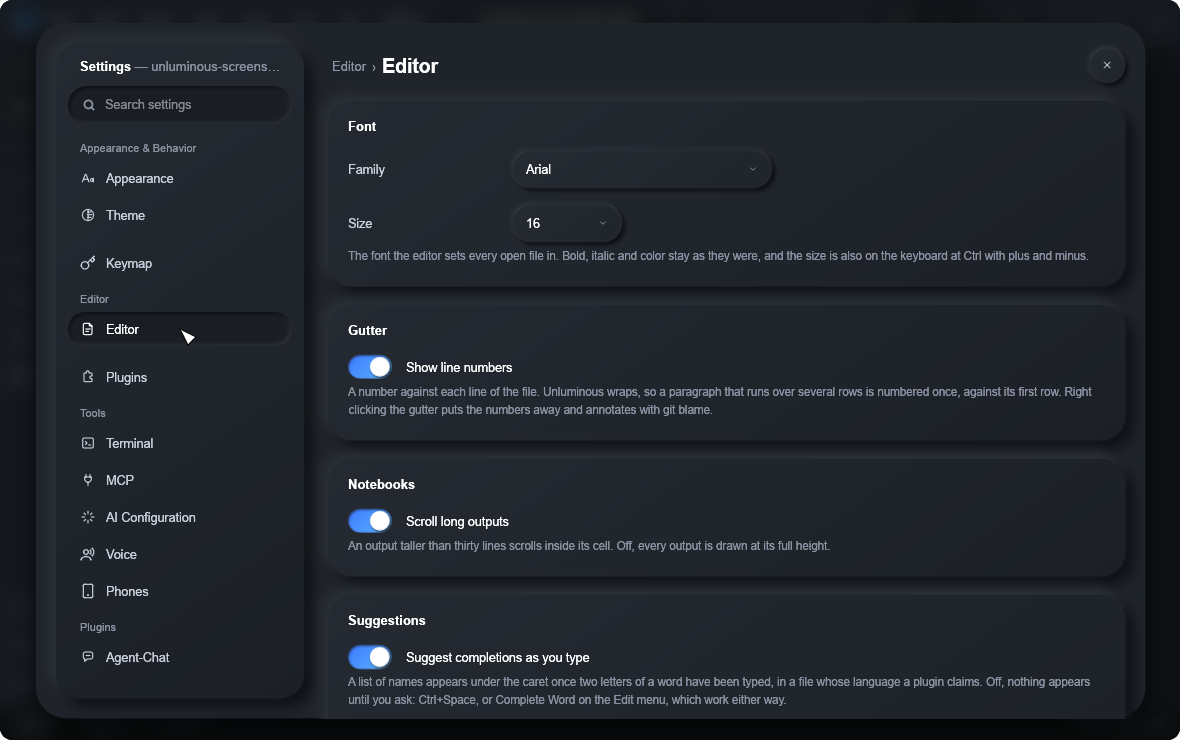 Settings — unluminous-screens…
Search settings
Appearance & Behavior
Appearance
Theme
Keymap
Editor
Editor
Plugins
Tools
Terminal
MCP
AI Configuration
Voice
Phones
Plugins
Agent-Chat
Editor › Editor
Font
Family
Arial
Size
16
The font the editor sets every open file in. Bold, italic and color stay as they were, and the size is also on the keyboard at Ctrl with plus and minus.
Gutter
Show line numbers
A number against each line of the file. Unluminous wraps, so a paragraph that runs over several rows is numbered once, against its first row. Right
clicking the gutter puts the numbers away and annotates with git blame.
Notebooks
Scroll long outputs
An output taller than thirty lines scrolls inside its cell. Off, every output is drawn at its full height.
Suggestions
Suggest completions as you type
A list of names appears under the caret once two letters of a word have been typed, in a file whose language a plugin claims. Off, nothing appears
until you ask: Ctrl+Space, or Complete Word on the Edit menu, which work either way.